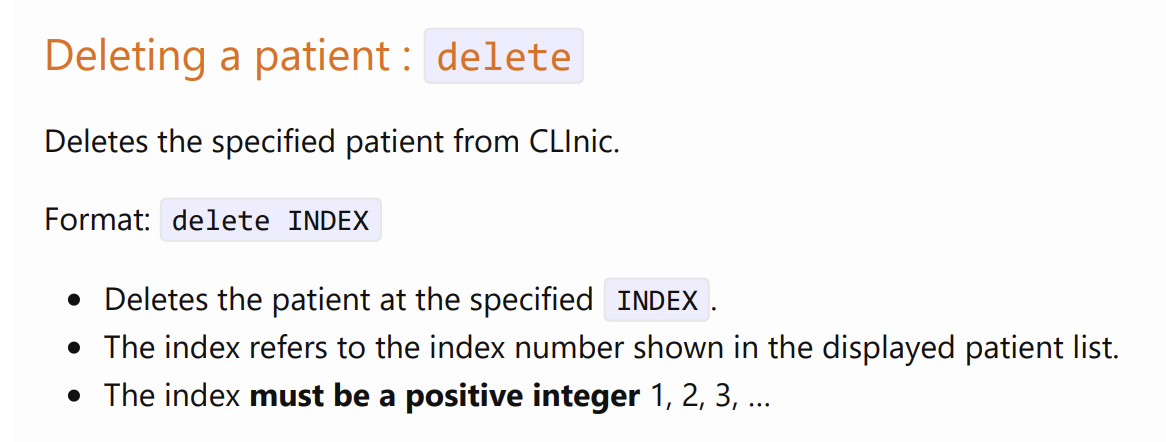 Deleting a patient : delete
Deletes the specified patient from CLInic.
Format: delete INDEX
• Deletes the patient at the specified INDEX.
• The index refers to the index number shown in the displayed patient list.
• The index must be a positive integer 1, 2, 3, …